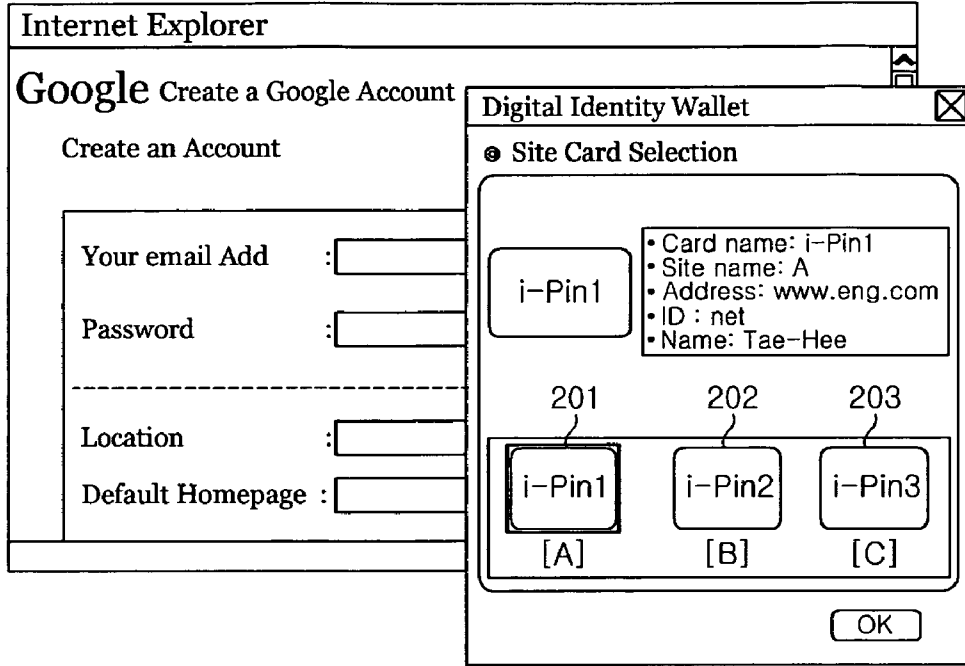 Internet Explorer
Google Create a Google Account
Create an Account
Your email Add :
Password :
Location :
Default Homepage :
Digital Identity Wallet
Site Card Selection
i-Pin1
• Card name: i-Pin1
• Site name: A
• Address: www.eng.com
• ID : net
• Name: Tae-Hee
201 202 203
i-Pin1 i-Pin2 i-Pin3
[A] [B] [C]
OK